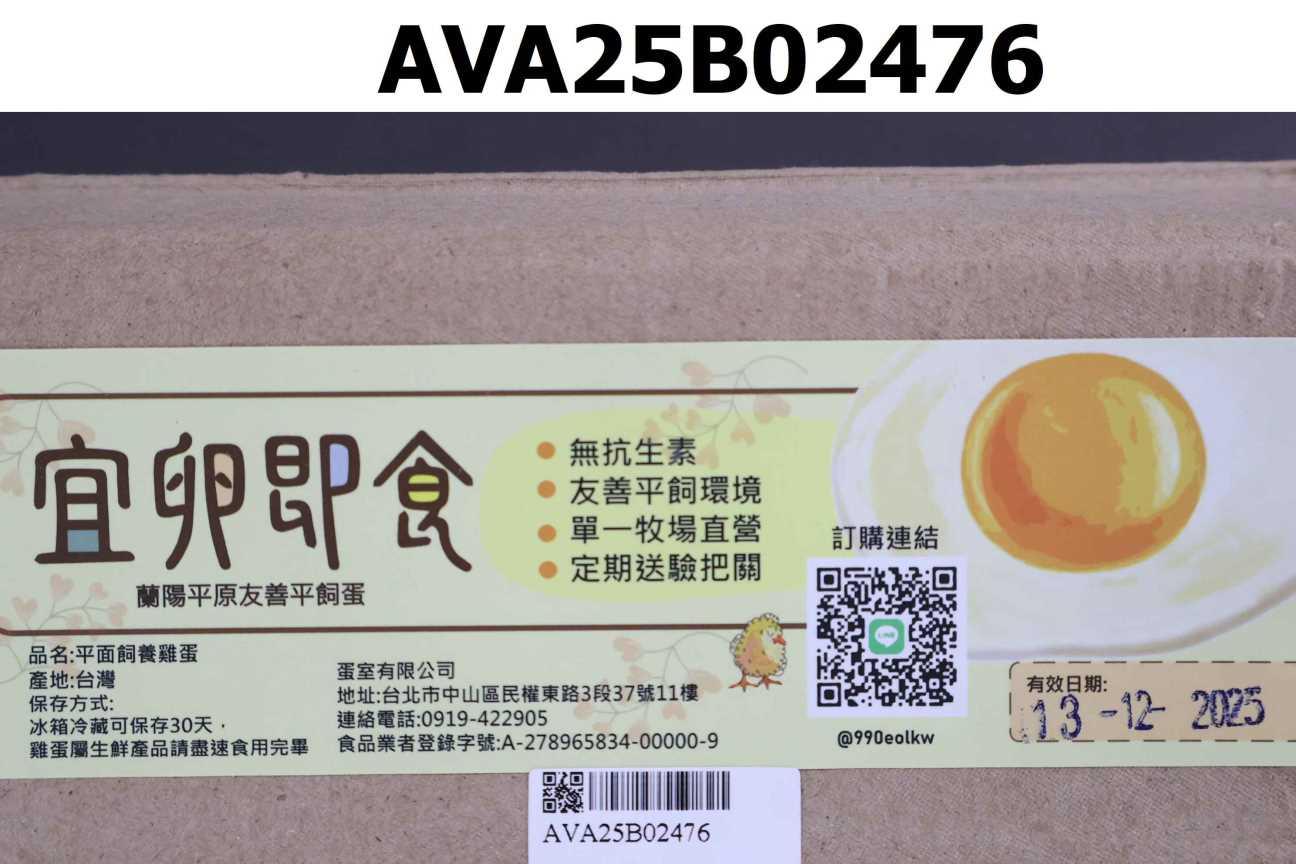 AVA25B02476
宜卵即食
蘭陽平原友善平飼蛋
無抗生素
友善平飼環境
單一牧場直營
定期送驗把關
訂購連結
LINE
@990eolkw
品名:平面飼養雞蛋
產地:台灣
保存方式:
冰箱冷藏可保存30天，
雞蛋屬生鮮產品請盡速食用完畢
蛋室有限公司
地址:台北市中山區民權東路3段37號11樓
連絡電話:0919-422905
食品業者登錄字號:A-278965834-00000-9
有效日期:
13 -12- 2025
AVA25B02476